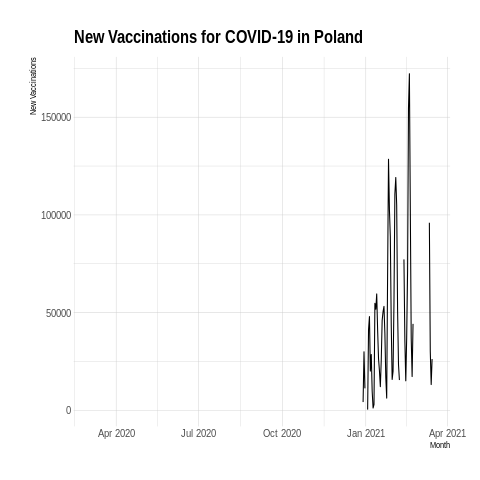 New Vaccinations for COVID-19 in Poland
New Vaccinations
150000
100000
50000
0
Apr 2020 Jul 2020 Oct 2020 Jan 2021 Apr 2021
Month